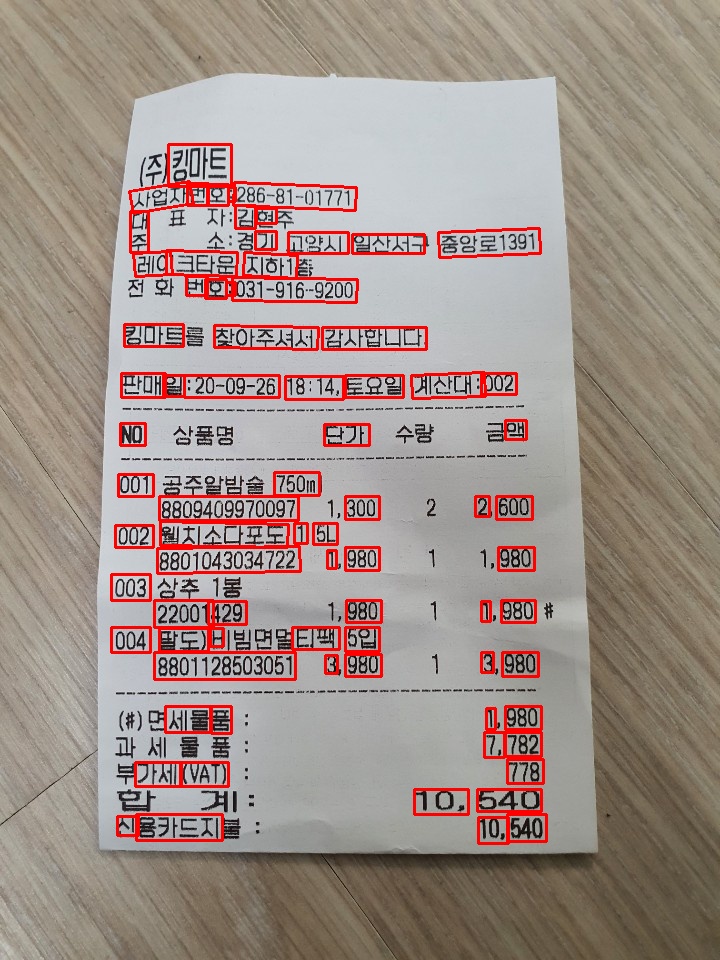 (주)킹마트
사업자번호:286-81-01771
대 표 자:김현주
주 소:경기 고양시 일산서구 중앙로1391
레이크타운 지하1층
전 화 번호:031-916-9200
킹마트를 찾아주셔서 감사합니다
판매일:20-09-26 18:14, 토요일 계산대:002
NO 상품명 단가 수량 금액
001 공주알밤술 750㎖
8809409970097 1,300 2 2,600
002 웰치소다포도 1 5L
8801043034722 1,980 1 1,980
003 상추 1봉
22001429 1,980 1 1,980 #
004 팔도)비빔면멀티팩 5입
8801128503051 3,980 1 3,980
(#)면세물품 : 1,980
과 세 물 품 : 7,782
부가세(VAT) : 778
합 계: 10,540
신용카드지불 : 10,540